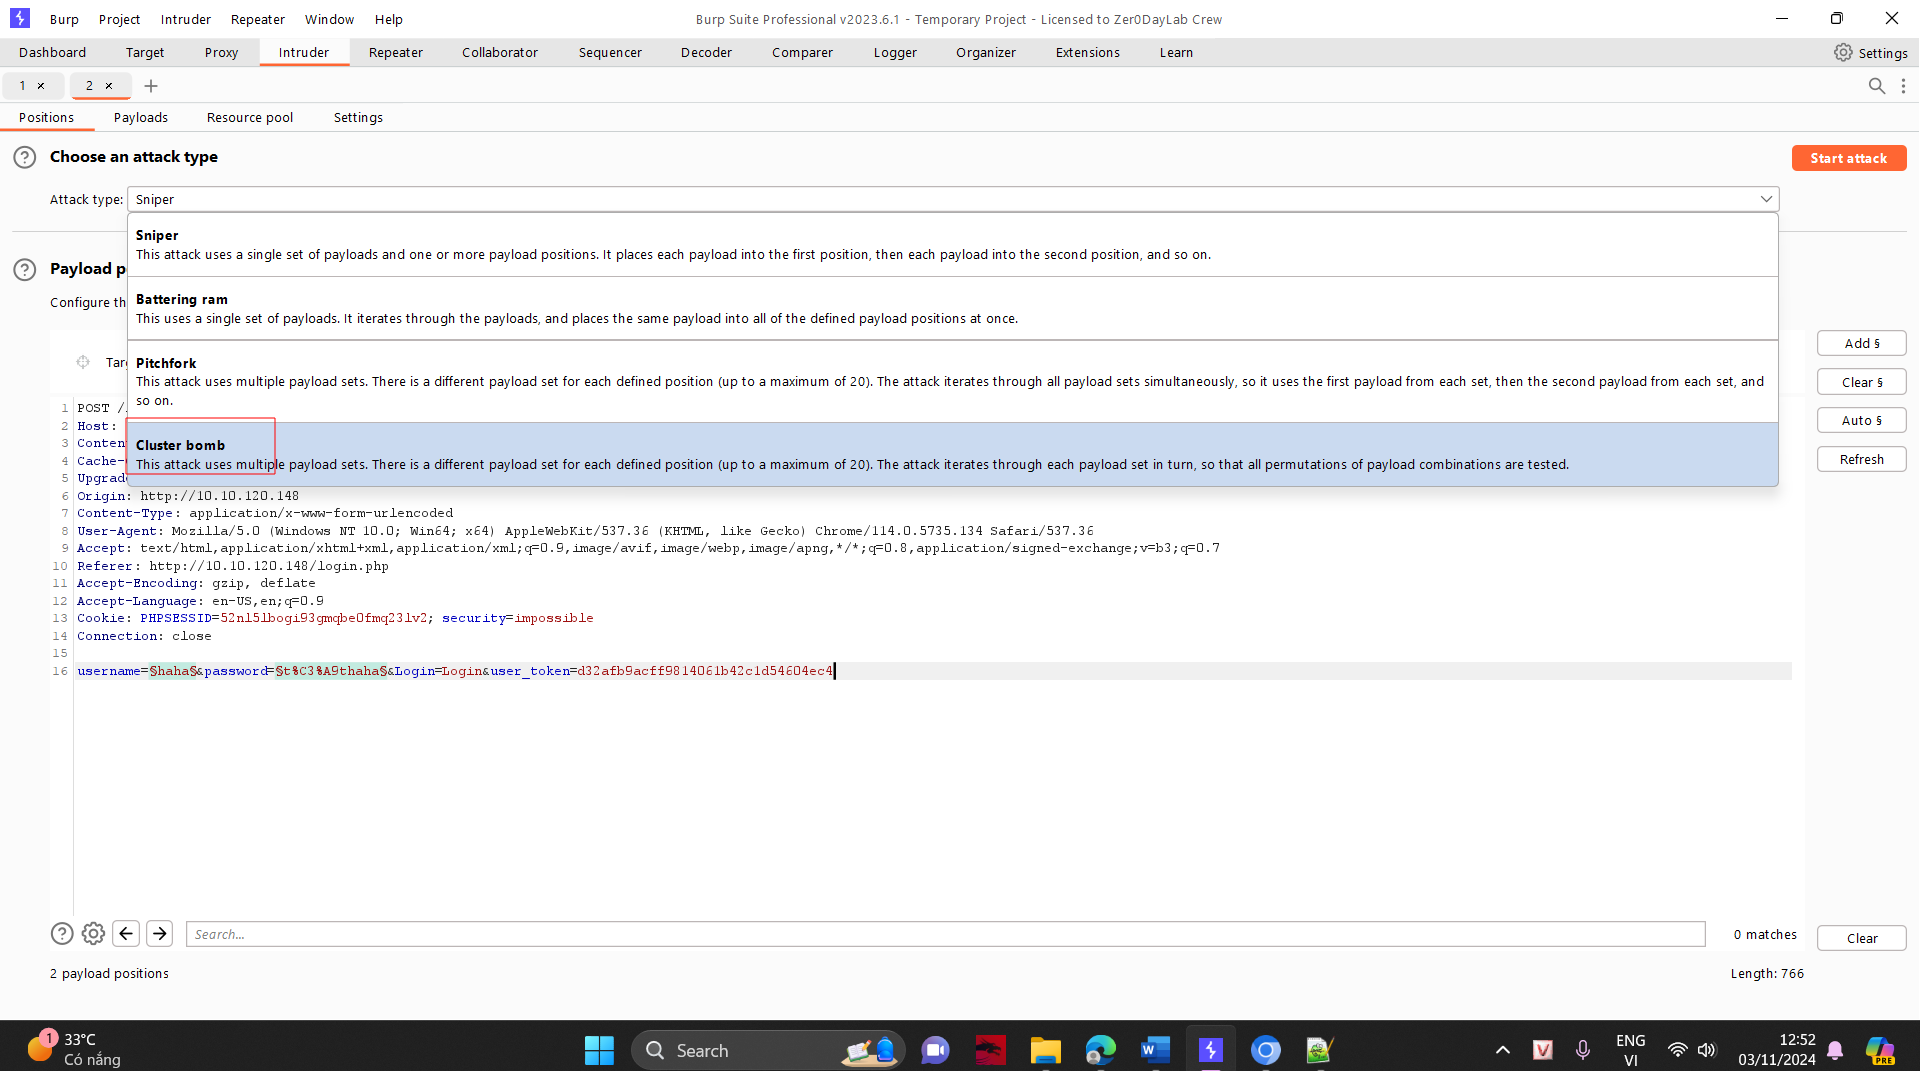 Burp Project Intruder Repeater Window Help Burp Suite Professional v2023.6.1 - Temporary Project - Licensed to Zer0DayLab Crew
Dashboard Target Proxy Intruder Repeater Collaborator Sequencer Decoder Comparer Logger Organizer Extensions Learn Settings
1 × 2 × +
Positions Payloads Resource pool Settings
Choose an attack type
Start attack
Attack type: Sniper
Sniper
This attack uses a single set of payloads and one or more payload positions. It places each payload into the first position, then each payload into the second position, and so on.
Payload p
Battering ram
Configure th
This uses a single set of payloads. It iterates through the payloads, and places the same payload into all of the defined payload positions at once.
Add §
Tar
Pitchfork
This attack uses multiple payload sets. There is a different payload set for each defined position (up to a maximum of 20). The attack iterates through all payload sets simultaneously, so it uses the first payload from each set, then the second payload from each set, and
so on.
Clear §
Auto §
Cluster bomb
This attack uses multiple payload sets. There is a different payload set for each defined position (up to a maximum of 20). The attack iterates through each payload set in turn, so that all permutations of payload combinations are tested.
Refresh
1 POST /
2 Host:
3 Conten
4 Cache-
5 Upgrad
6 Origin: http://10.10.120.148
7 Content-Type: application/x-www-form-urlencoded
8 User-Agent: Mozilla/5.0 (Windows NT 10.0; Win64; x64) AppleWebKit/537.36 (KHTML, like Gecko) Chrome/114.0.5735.134 Safari/537.36
9 Accept: text/html,application/xhtml+xml,application/xml;q=0.9,image/avif,image/webp,image/apng,*/*;q=0.8,application/signed-exchange;v=b3;q=0.7
10 Referer: http://10.10.120.148/login.php
11 Accept-Encoding: gzip, deflate
12 Accept-Language: en-US,en;q=0.9
13 Cookie: PHPSESSID=52nl5lbogi93gmqbe0fmq23lv2; security=impossible
14 Connection: close
15
16 username=§haha§&password=§t%C3%A9thaha§&Login=Login&user_token=d32afb9acff9814061b42c1d54604ec4
Search...
0 matches
Clear
2 payload positions
Length: 766
1
33°C
Có nắng
Search
ENG
VI
12:52
03/11/2024
PRE